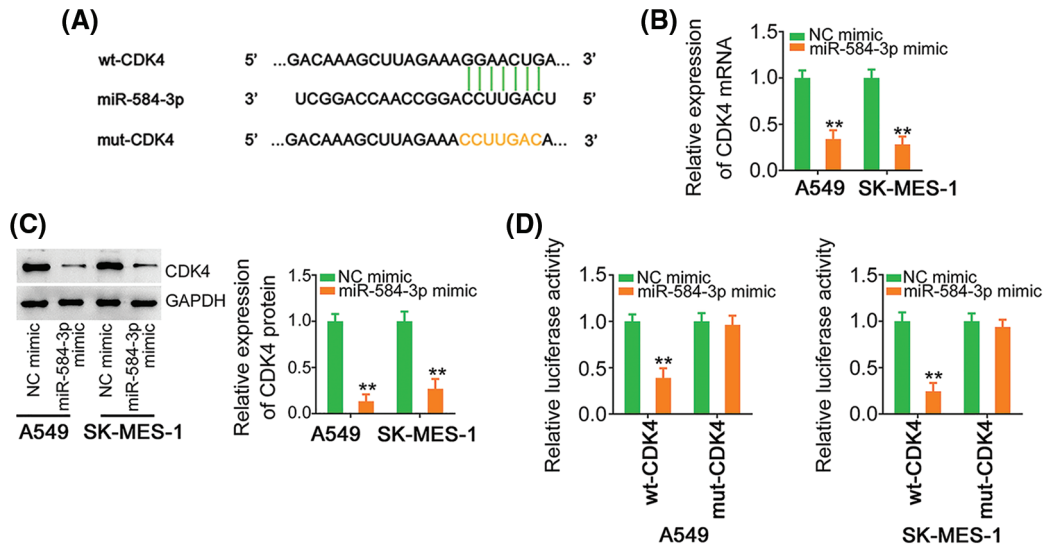 (A)
wt-CDK4 5' ...GACAAAGCUUAGAAAGGAACUGA... 3'
miR-584-3p 3' UCGGACCAACCGGACCUUGACU 5'
mut-CDK4 5' ...GACAAAGCUUAGAAACCUUGACA... 3'
(B)
Relative expression
of CDK4 mRNA
NC mimic
miR-584-3p mimic
1.5
1.0
0.5
0.0
**
**
A549 SK-MES-1
(C)
CDK4
GAPDH
NC mimic
miR-584-3p
mimic
NC mimic
miR-584-3p
mimic
A549 SK-MES-1
Relative expression
of CDK4 protein
NC mimic
miR-584-3p mimic
1.5
1.0
0.5
0.0
**
**
A549 SK-MES-1
(D)
Relative luciferase activity
NC mimic
miR-584-3p mimic
1.5
1.0
0.5
0.0
**
wt-CDK4
mut-CDK4
A549
Relative luciferase activity
NC mimic
miR-584-3p mimic
1.5
1.0
0.5
0.0
**
wt-CDK4
mut-CDK4
SK-MES-1